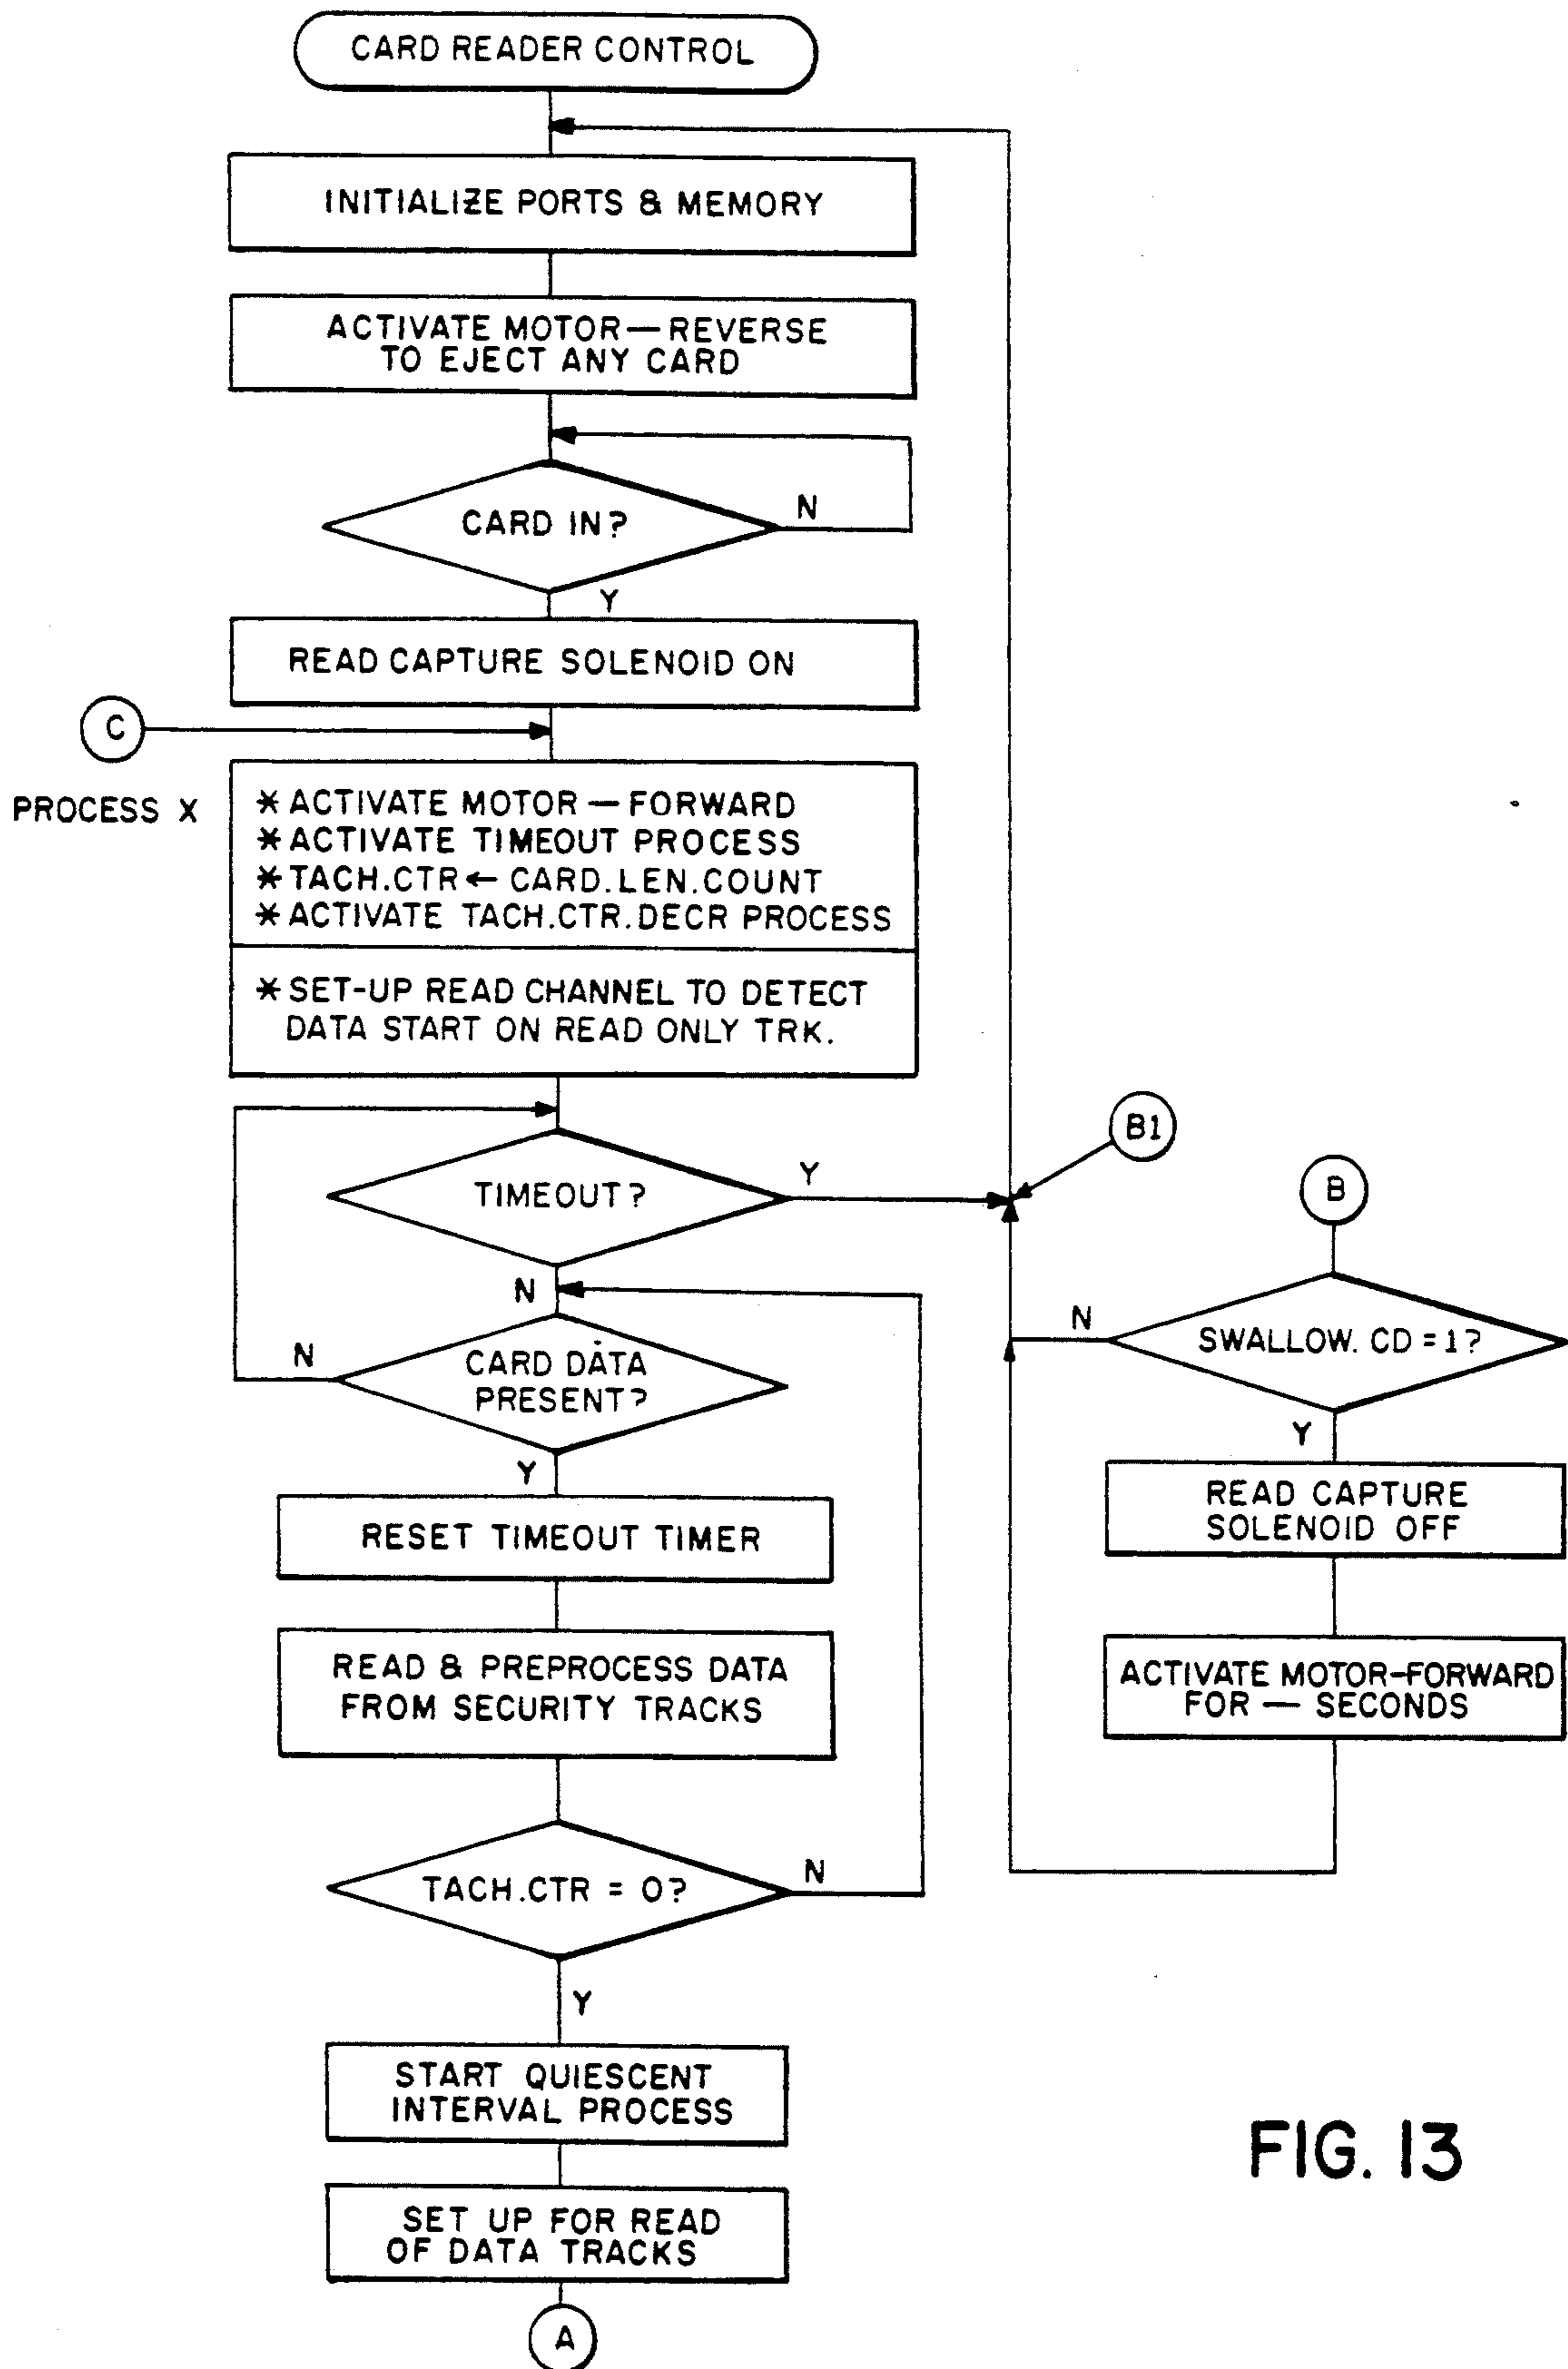 CARD READER CONTROL
INITIALIZE PORTS & MEMORY
ACTIVATE MOTOR — REVERSE
TO EJECT ANY CARD
CARD IN?
N
Y
READ CAPTURE SOLENOID ON
C
PROCESS X
* ACTIVATE MOTOR — FORWARD
* ACTIVATE TIMEOUT PROCESS
* TACH.CTR ← CARD.LEN.COUNT
* ACTIVATE TACH.CTR.DECR PROCESS
* SET-UP READ CHANNEL TO DETECT
DATA START ON READ ONLY TRK.
TIMEOUT?
Y
N
CARD DATA
PRESENT?
N
Y
RESET TIMEOUT TIMER
READ & PREPROCESS DATA
FROM SECURITY TRACKS
TACH.CTR = 0?
N
Y
START QUIESCENT
INTERVAL PROCESS
SET UP FOR READ
OF DATA TRACKS
A
B1
B
SWALLOW. CD = 1?
N
Y
READ CAPTURE
SOLENOID OFF
ACTIVATE MOTOR-FORWARD
FOR — SECONDS
FIG. 13